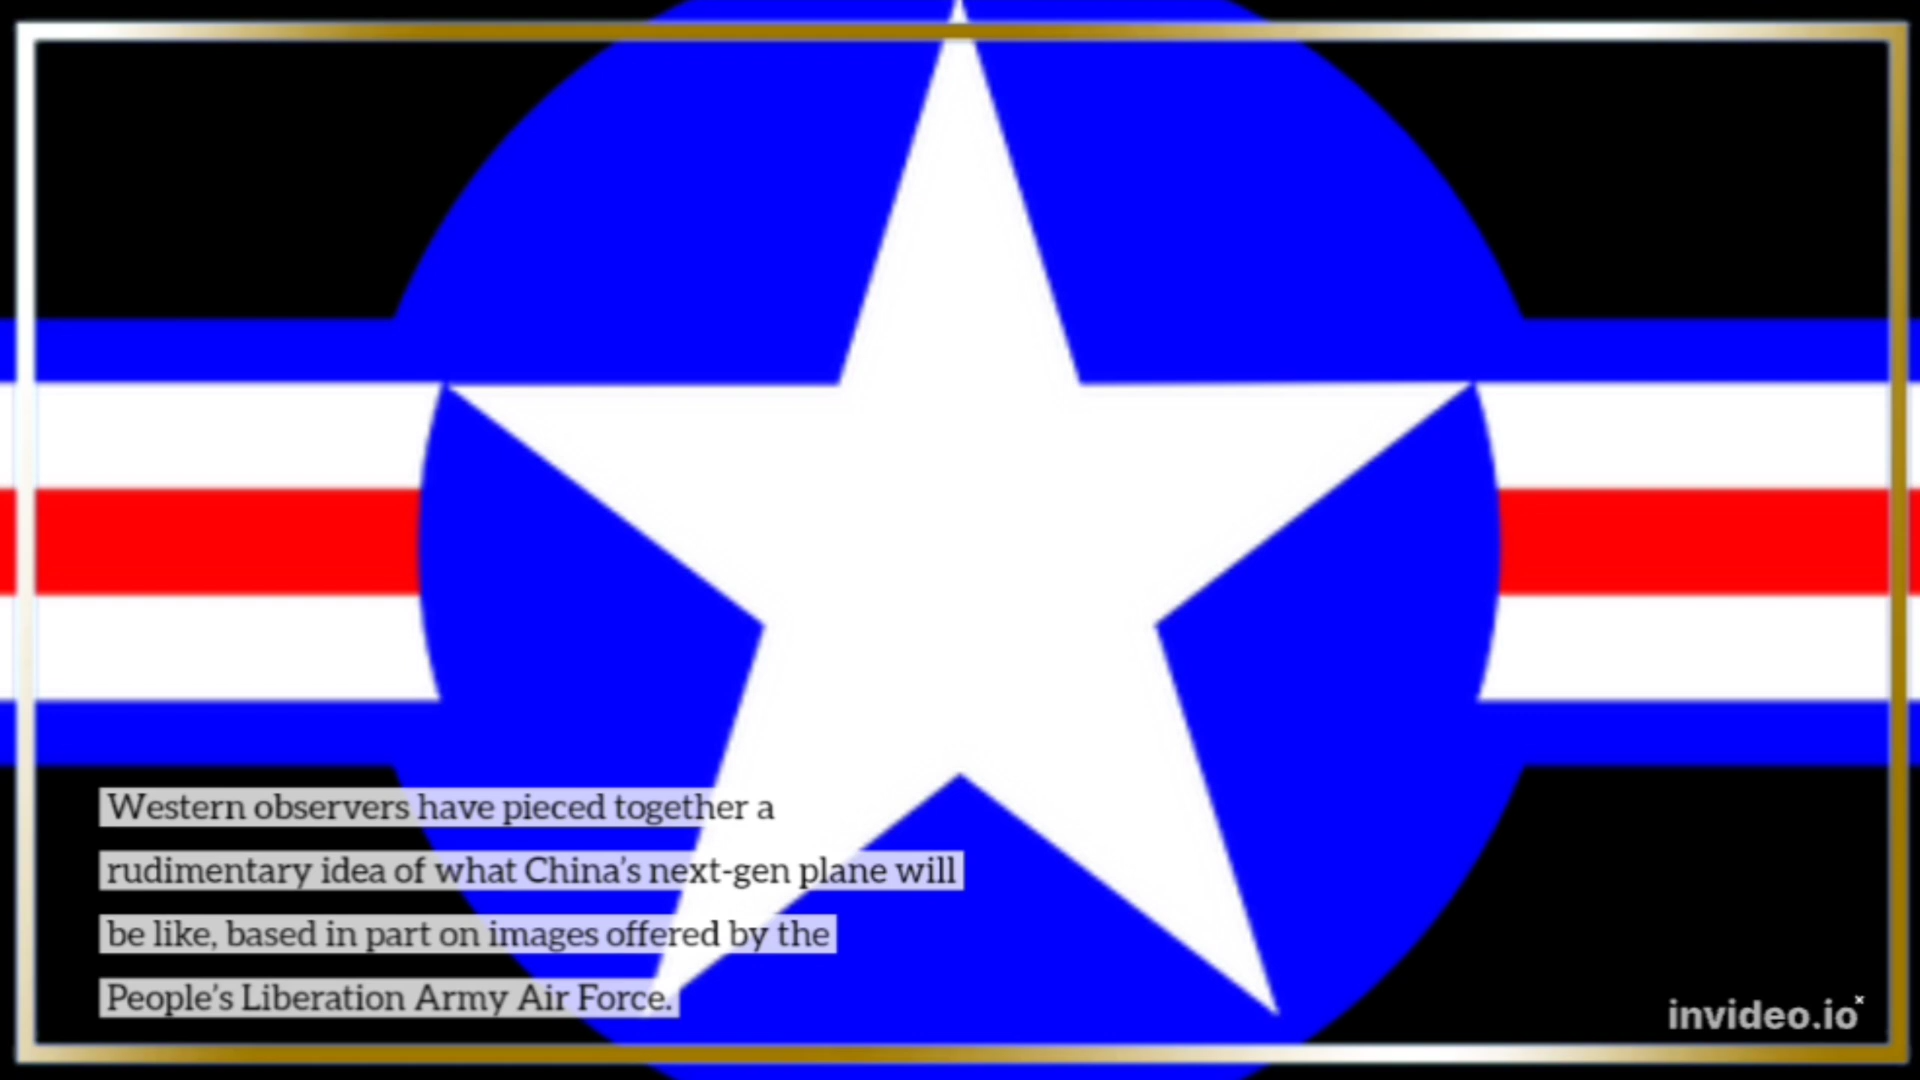 Western observers have pieced together a
rudimentary idea of what China's next-gen plane will
be like, based in part on images offered by the
People's Liberation Army Air Force.
invideo.io